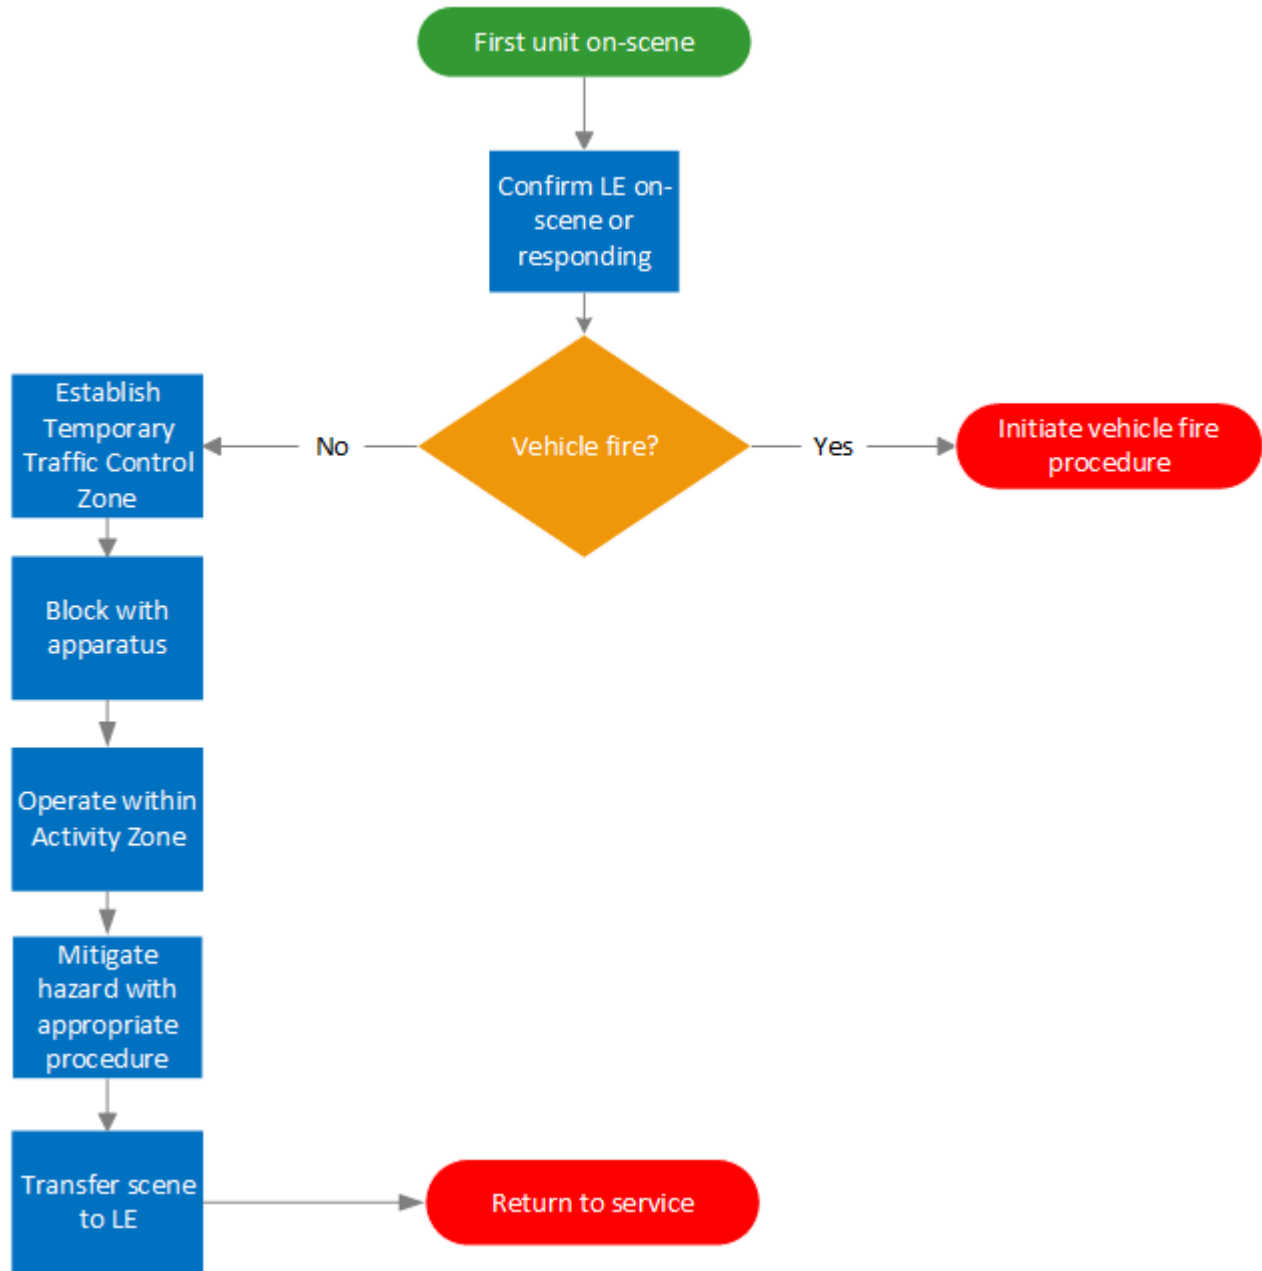 First unit on-scene
Confirm LE on-
scene or
responding
Vehicle fire?
No
Yes
Initiate vehicle fire
procedure
Establish
Temporary
Traffic Control
Zone
Block with
apparatus
Operate within
Activity Zone
Mitigate
hazard with
appropriate
procedure
Transfer scene
to LE
Return to service